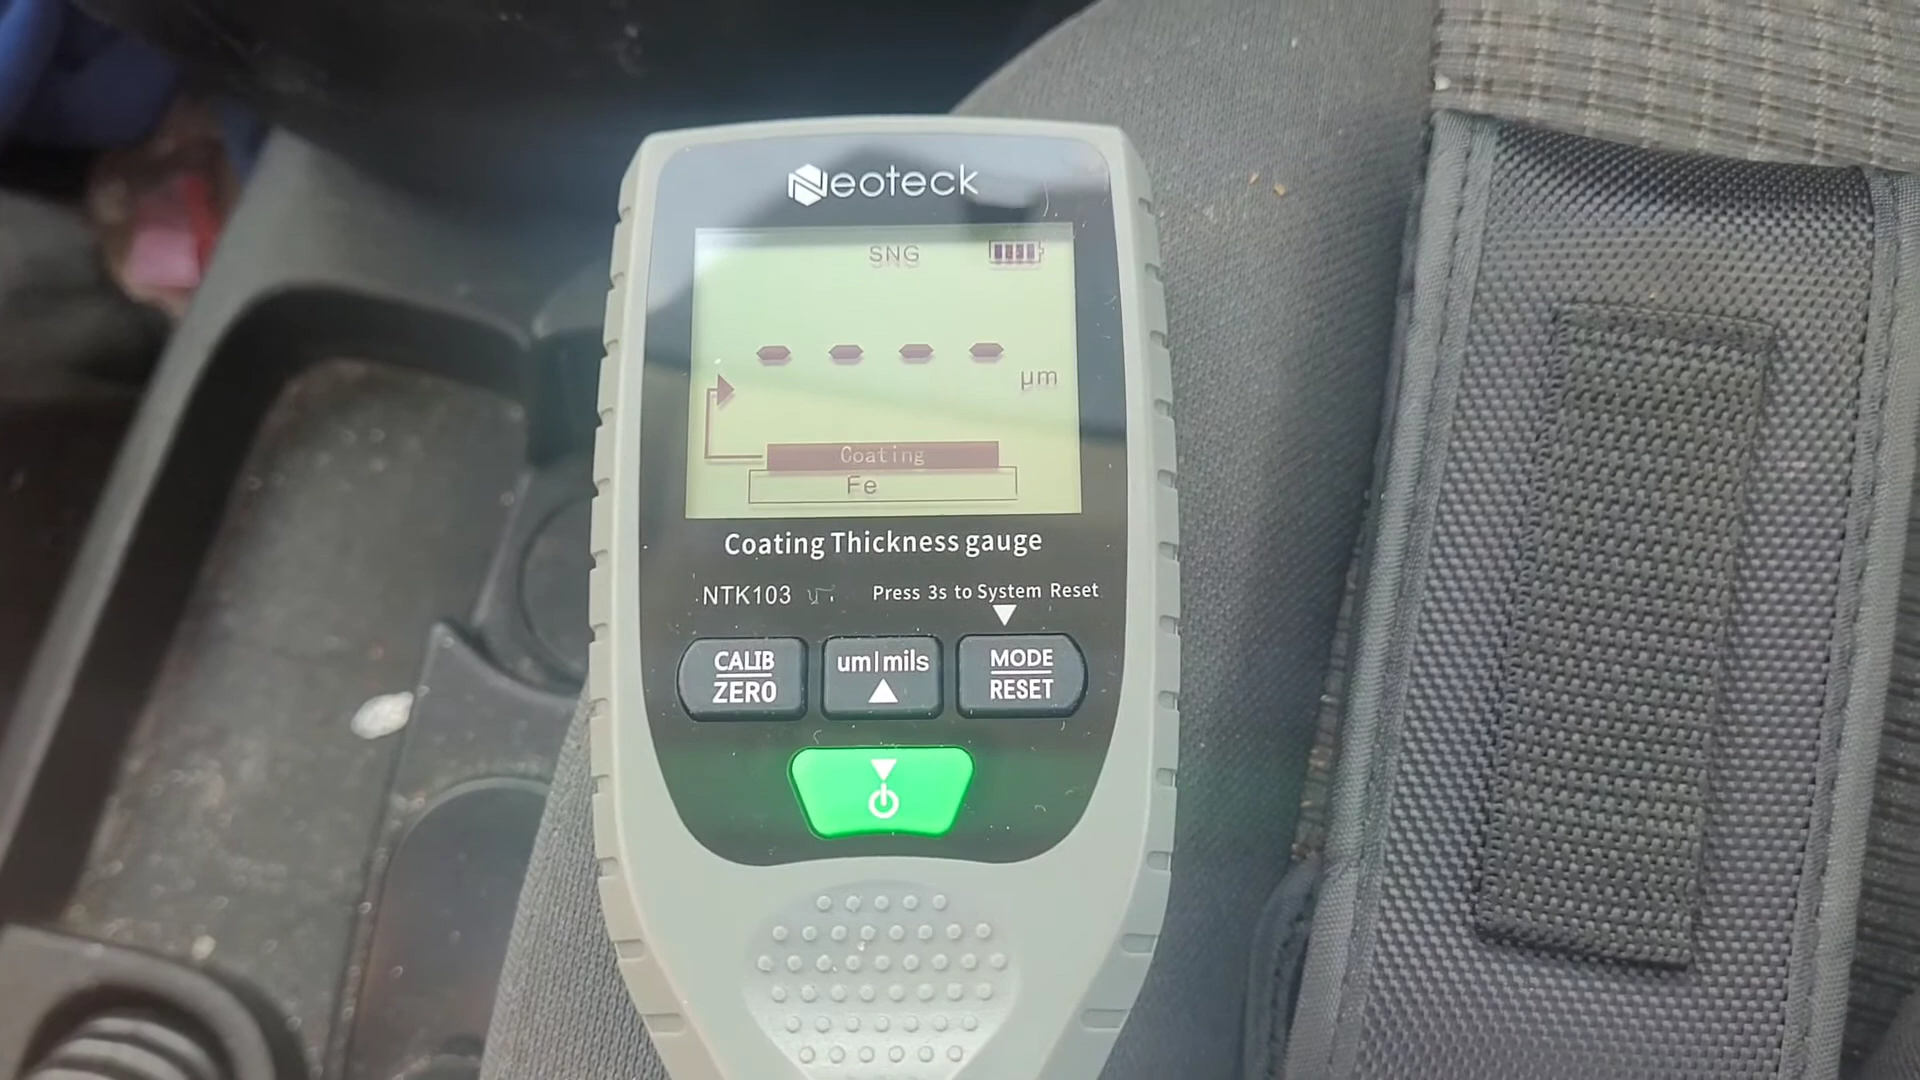 Neoteck
SNG
- - - -
µm
Coating
Fe
Coating Thickness gauge
NTK103
Press 3s to System Reset
CALIB
ZERO
um|mils
MODE
RESET